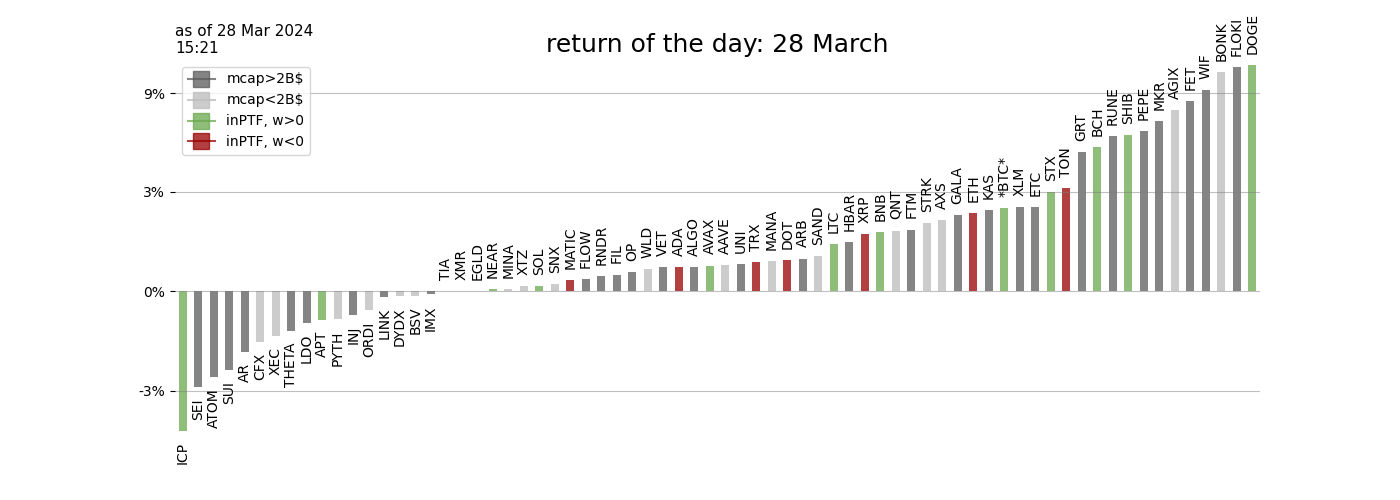 as of 28 Mar 2024
15:21
return of the day: 28 March
mcap>2B$
mcap<2B$
inPTF, w>0
inPTF, w<0
9%
3%
0%
-3%
ICP
SEI
ATOM
SUI
AR
CFX
XEC
THETA
LDO
APT
PYTH
INJ
ORDI
LINK
DYDX
BSV
IMX
TIA
XMR
EGLD
NEAR
MINA
XTZ
SOL
SNX
MATIC
FLOW
RNDR
FIL
OP
WLD
VET
ADA
ALGO
AVAX
AAVE
UNI
TRX
MANA
DOT
ARB
SAND
LTC
HBAR
XRP
BNB
QNT
FTM
STRK
AXS
GALA
ETH
KAS
*BTC*
XLM
ETC
STX
TON
GRT
BCH
RUNE
SHIB
PEPE
MKR
AGIX
FET
WIF
BONK
FLOKI
DOGE